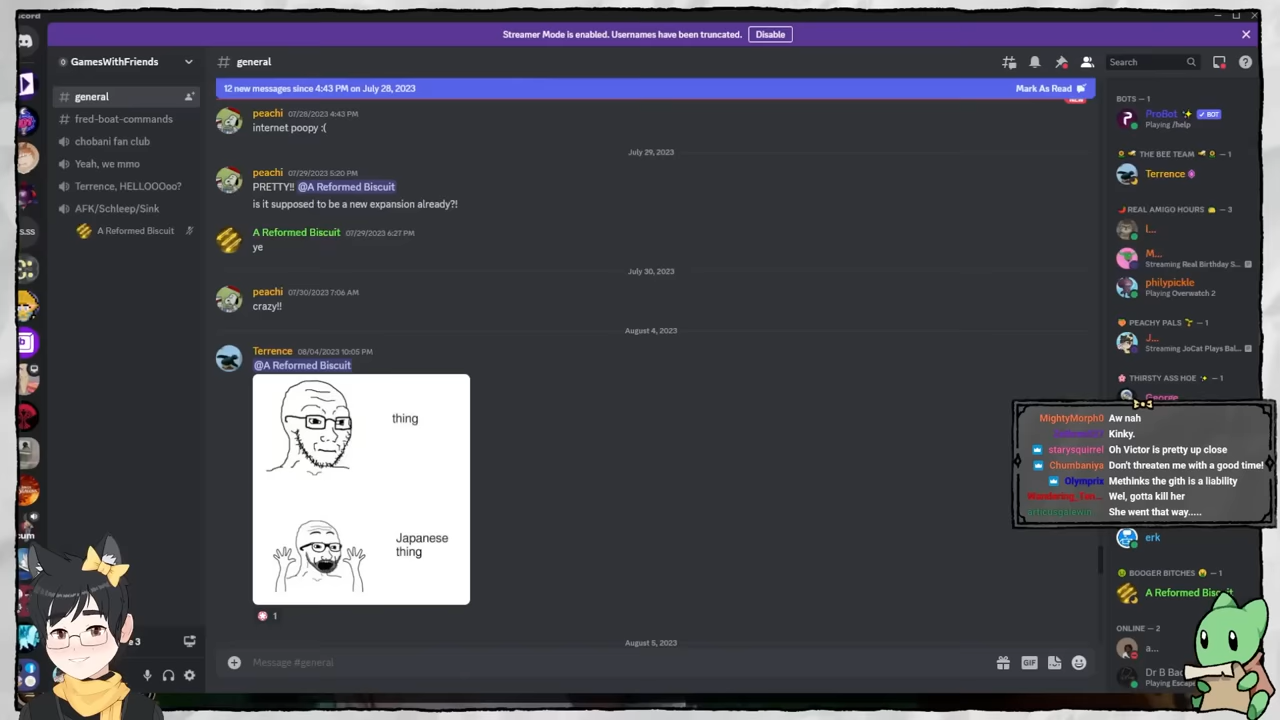 Streamer Mode is enabled. Usernames have been truncated.
Disable
GamesWithFriends
general
Search
general
fred-boat-commands
chobani fan club
Yeah, we mmo
Terrence, HELLOOOoo?
AFK/Schleep/Sink
A Reformed Biscuit
12 new messages since 4:43 PM on July 28, 2023
Mark As Read
NEW
peachi 07/28/2023 4:43 PM
internet poopy :(
July 29, 2023
peachi 07/29/2023 5:20 PM
PRETTY!! @A Reformed Biscuit
is it supposed to be a new expansion already?!
A Reformed Biscuit 07/29/2023 6:27 PM
ye
July 30, 2023
peachi 07/30/2023 7:06 AM
crazy!!
August 4, 2023
Terrence 08/04/2023 10:05 PM
@A Reformed Biscuit
thing
Japanese
thing
1
August 5, 2023
Message #general
GIF
BOTS — 1
ProBot BOT
Playing /help
THE BEE TEAM — 1
Terrence
REAL AMIGO HOURS — 3
L...
M...
Streaming Real Birthday S...
philypickle
Playing Overwatch 2
PEACHY PALS — 1
J...
Streaming JoCat Plays Bal...
THIRSTY ASS HOE — 1
George
MightyMorph0 Aw nah
Kinky.
starysquirrel Oh Victor is pretty up close
Chumbaniya Don't threaten me with a good time!
Olymprix Methinks the gith is a liability
Wel, gotta kill her
She went that way.....
erk
BOOGER BITCHES — 1
A Reformed Biscuit
ONLINE — 2
a...
Dr B
Playing